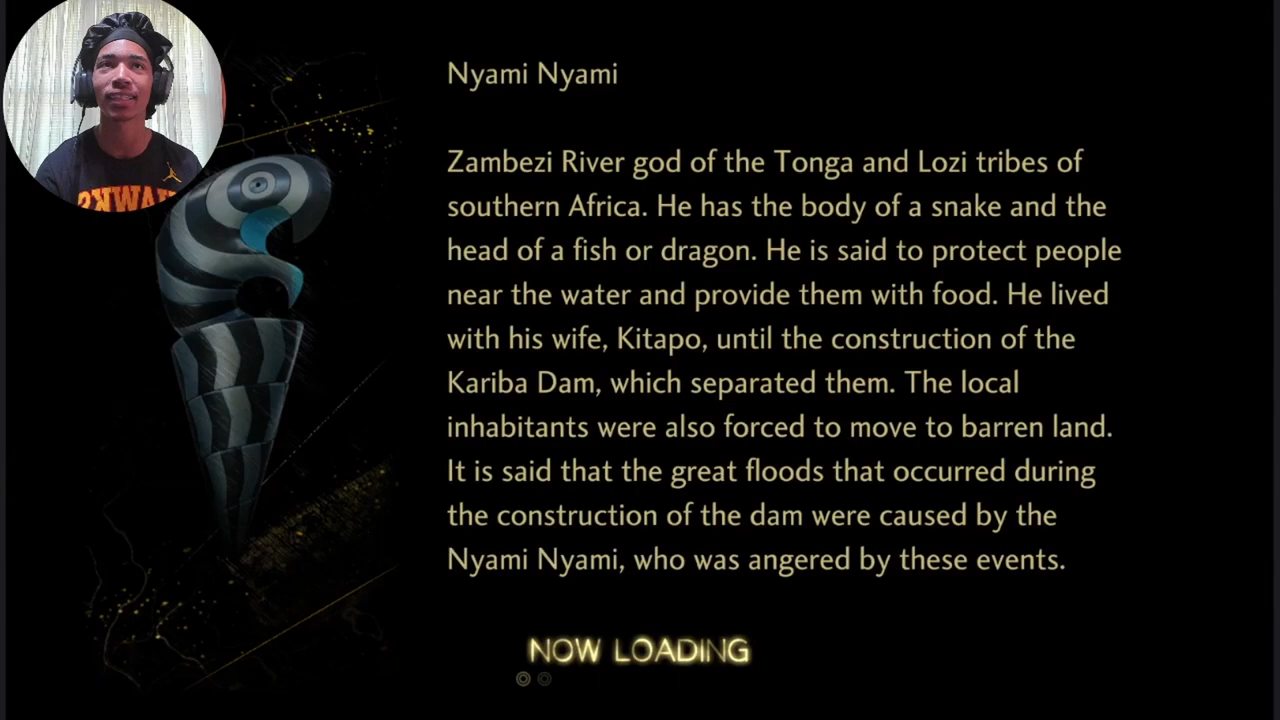 Nyami Nyami
Zambezi River god of the Tonga and Lozi tribes of
southern Africa. He has the body of a snake and the
head of a fish or dragon. He is said to protect people
near the water and provide them with food. He lived
with his wife, Kitapo, until the construction of the
Kariba Dam, which separated them. The local
inhabitants were also forced to move to barren land.
It is said that the great floods that occurred during
the construction of the dam were caused by the
Nyami Nyami, who was angered by these events.
NOW LOADING